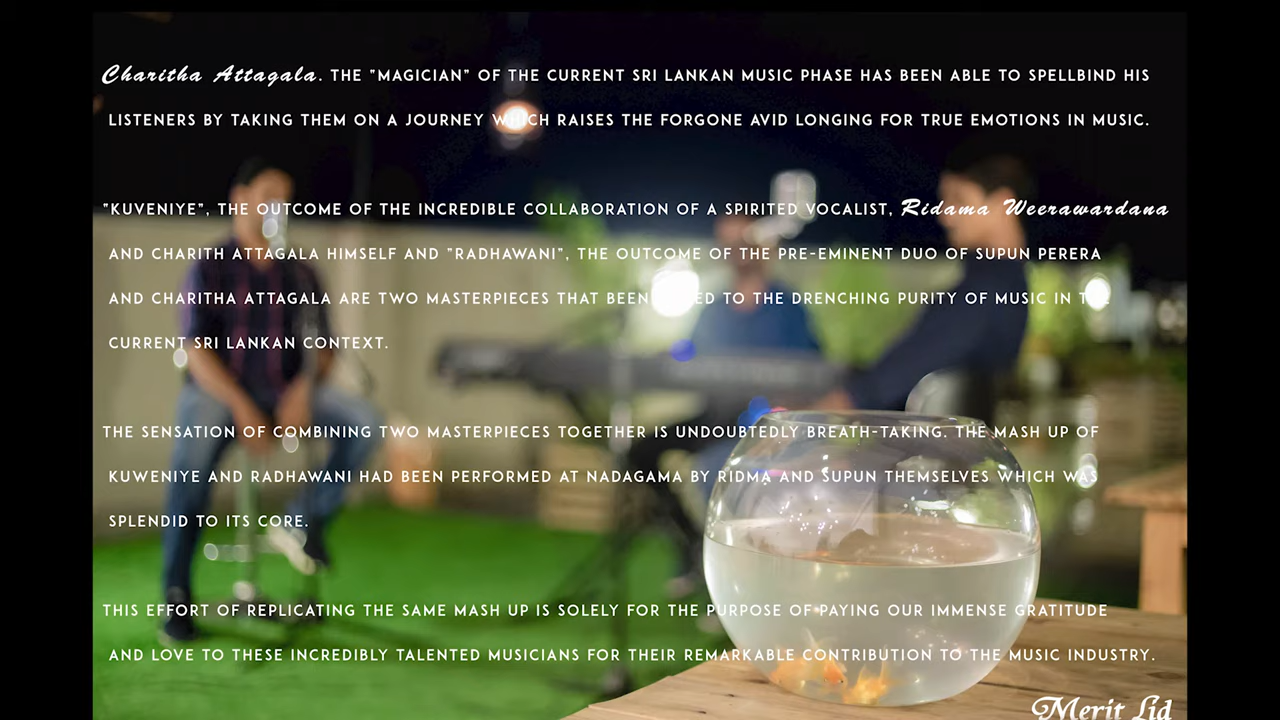 Charitha Attagala. THE "MAGICIAN" OF THE CURRENT SRI LANKAN MUSIC PHASE HAS BEEN ABLE TO SPELLBIND HIS
LISTENERS BY TAKING THEM ON A JOURNEY WHICH RAISES THE FORGONE AVID LONGING FOR TRUE EMOTIONS IN MUSIC.
"KUVENIYE", THE OUTCOME OF THE INCREDIBLE COLLABORATION OF A SPIRITED VOCALIST, Ridama Weerawardana
AND CHARITH ATTAGALA HIMSELF AND "RADHAWANI", THE OUTCOME OF THE PRE-EMINENT DUO OF SUPUN PERERA
AND CHARITHA ATTAGALA ARE TWO MASTERPIECES THAT BEEN TO THE DRENCHING PURITY OF MUSIC IN THE
CURRENT SRI LANKAN CONTEXT.
THE SENSATION OF COMBINING TWO MASTERPIECES TOGETHER IS UNDOUBTEDLY BREATH-TAKING. THE MASH UP OF
KUWENIYE AND RADHAWANI HAD BEEN PERFORMED AT NADAGAMA BY RIDMA AND SUPUN THEMSELVES WHICH WAS
SPLENDID TO ITS CORE.
THIS EFFORT OF REPLICATING THE SAME MASH UP IS SOLELY FOR THE PURPOSE OF PAYING OUR IMMENSE GRATITUDE
AND LOVE TO THESE INCREDIBLY TALENTED MUSICIANS FOR THEIR REMARKABLE CONTRIBUTION TO THE MUSIC INDUSTRY.
Merit Lid